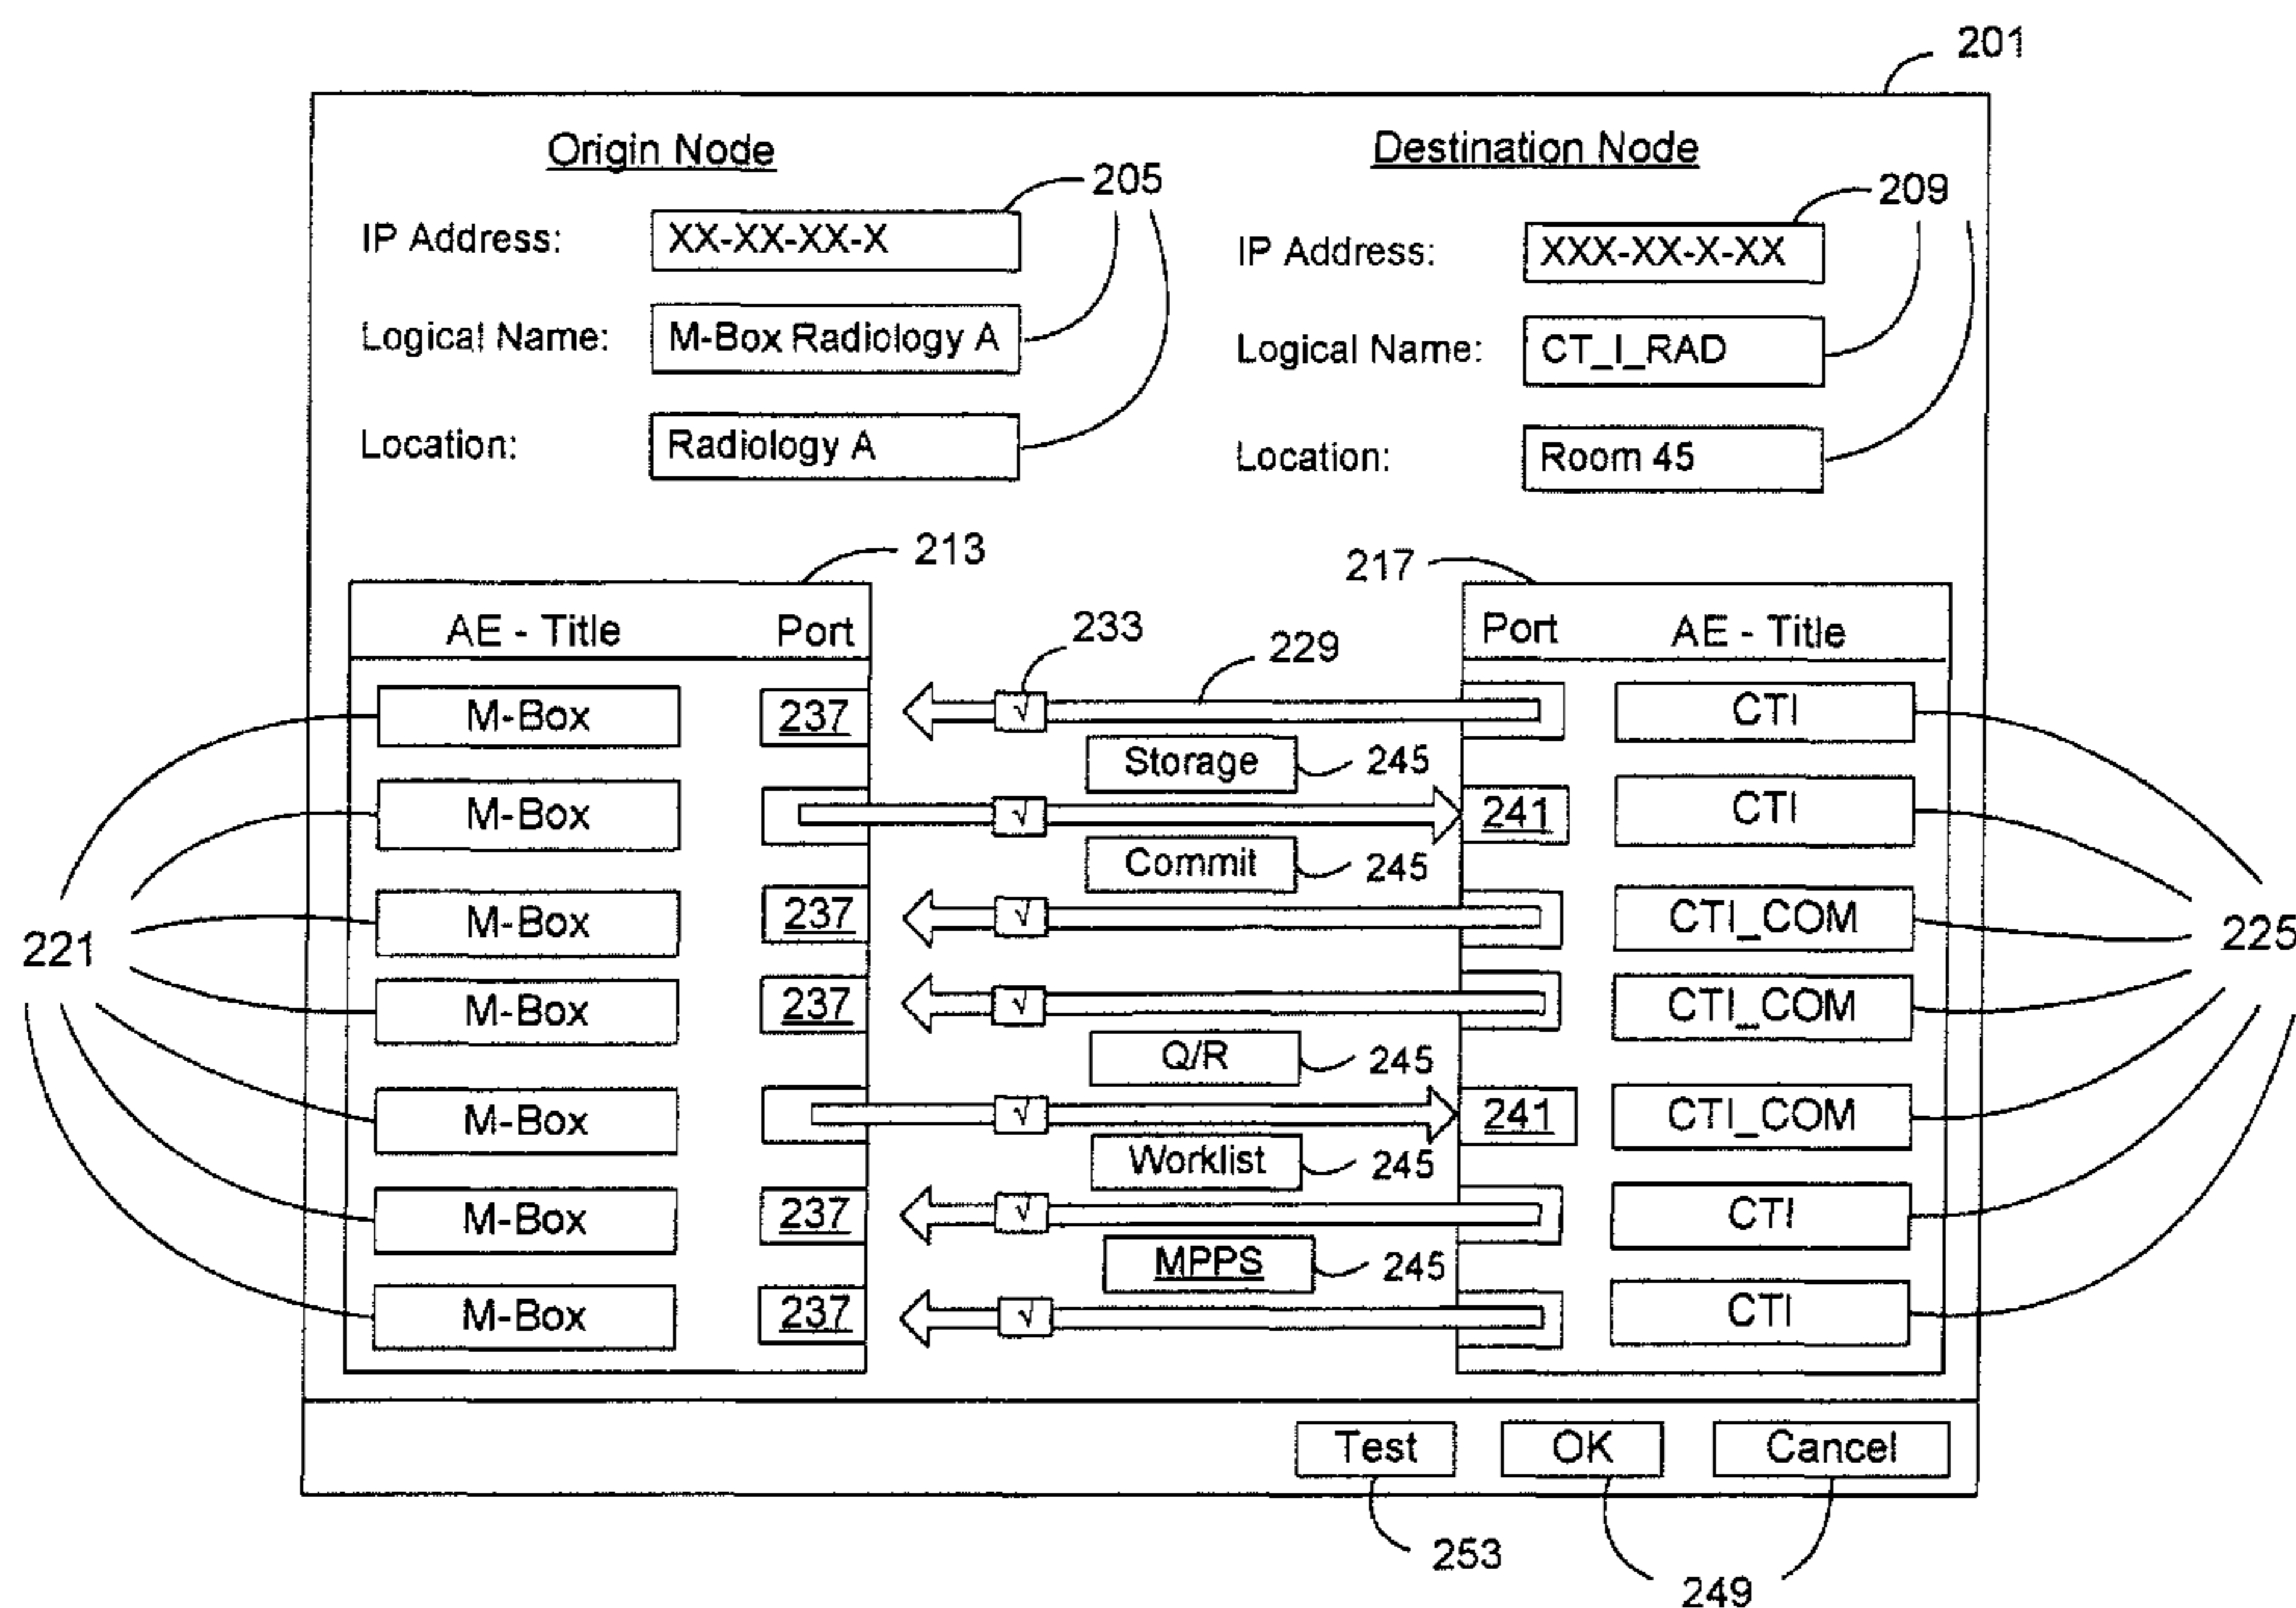 201
Origin Node Destination Node
205 209
IP Address: XX-XX-XX-X IP Address: XXX-XX-X-XX
Logical Name: M-Box Radiology A Logical Name: CT_I_RAD
Location: Radiology A Location: Room 45
213 217
AE - Title Port 233 229 Port AE - Title
M-Box 237 √ CTI
Storage 245
M-Box √ 241 CTI
Commit 245
M-Box 237 √ CTI_COM
221 225
M-Box 237 √ CTI_COM
Q/R 245
M-Box √ 241 CTI_COM
Worklist 245
M-Box 237 √ CTI
MPPS 245
M-Box 237 √ CTI
Test OK Cancel
253 249